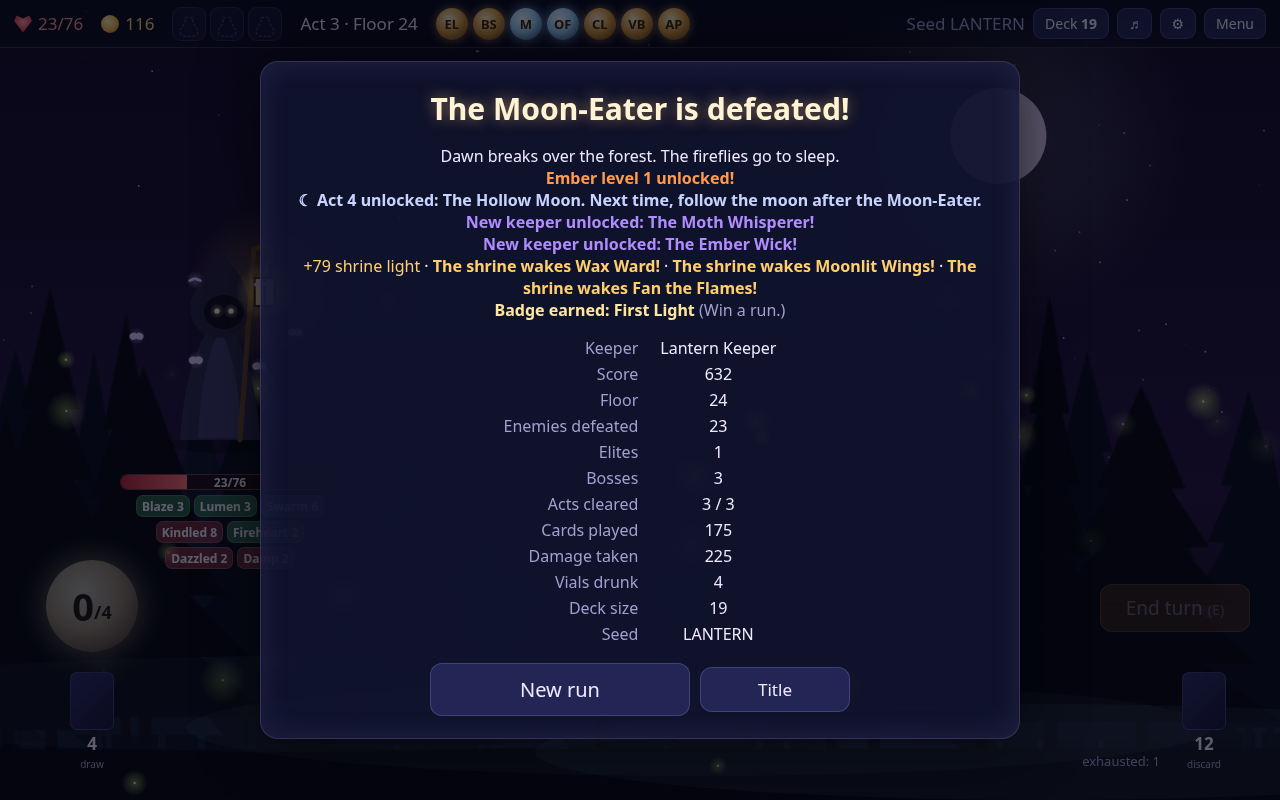 23/76 116 Act 3 · Floor 24 EL BS M OF CL VB AP Seed LANTERN Deck 19 Menu
The Moon-Eater is defeated!
Dawn breaks over the forest. The fireflies go to sleep.
Ember level 1 unlocked!
☾ Act 4 unlocked: The Hollow Moon. Next time, follow the moon after the Moon-Eater.
New keeper unlocked: The Moth Whisperer!
New keeper unlocked: The Ember Wick!
+79 shrine light · The shrine wakes Wax Ward! · The shrine wakes Moonlit Wings! · The
shrine wakes Fan the Flames!
Badge earned: First Light (Win a run.)
Keeper Lantern Keeper
Score 632
Floor 24
Enemies defeated 23
Elites 1
Bosses 3
Acts cleared 3 / 3
Cards played 175
Damage taken 225
Vials drunk 4
Deck size 19
Seed LANTERN
New run Title
23/76
Blaze 3 Lumen 3 Swarm 6
Kindled 8 Fireheart 2
Dazzled 2 Damp 2
0/4
End turn (E)
4
draw
exhausted: 1
12
discard